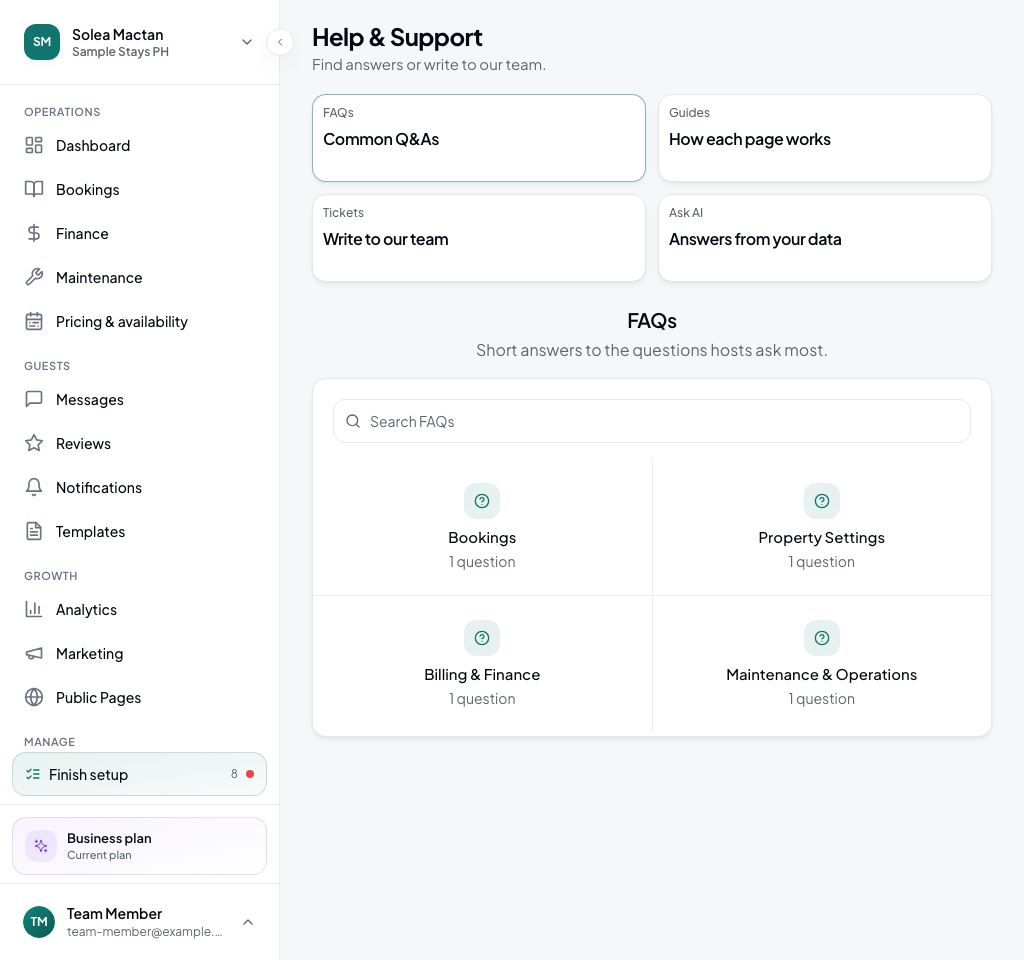 SM
Solea Mactan
Sample Stays PH
OPERATIONS
Dashboard
Bookings
Finance
Maintenance
Pricing & availability
GUESTS
Messages
Reviews
Notifications
Templates
GROWTH
Analytics
Marketing
Public Pages
MANAGE
Finish setup
8
Business plan
Current plan
TM
Team Member
team-member@example....
Help & Support
Find answers or write to our team.
FAQs
Common Q&As
Guides
How each page works
Tickets
Write to our team
Ask AI
Answers from your data
FAQs
Short answers to the questions hosts ask most.
Search FAQs
Bookings
1 question
Property Settings
1 question
Billing & Finance
1 question
Maintenance & Operations
1 question